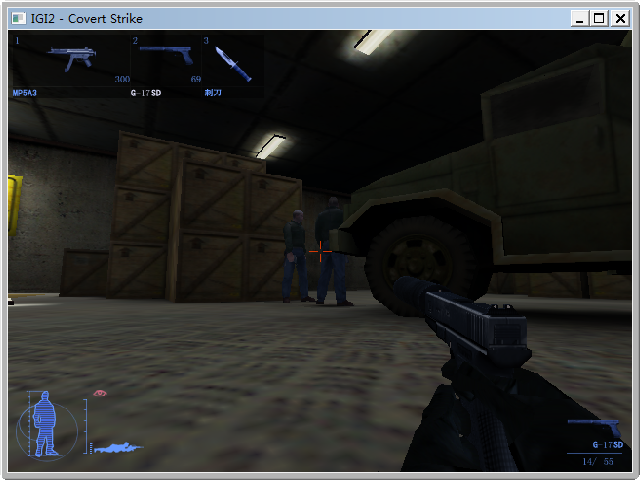 IGI2 - Covert Strike
1 2 3
300 69
MP5A3 G-17SD 刺刀
G-17SD
14/ 55